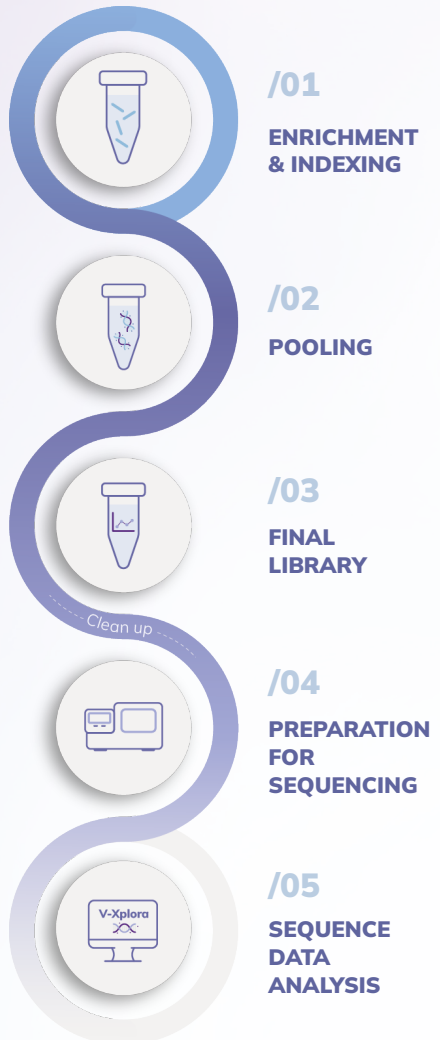 /01
ENRICHMENT
& INDEXING
/02
POOLING
/03
FINAL
LIBRARY
Clean up
/04
PREPARATION
FOR
SEQUENCING
/05
V-Xplora
SEQUENCE
DATA
ANALYSIS